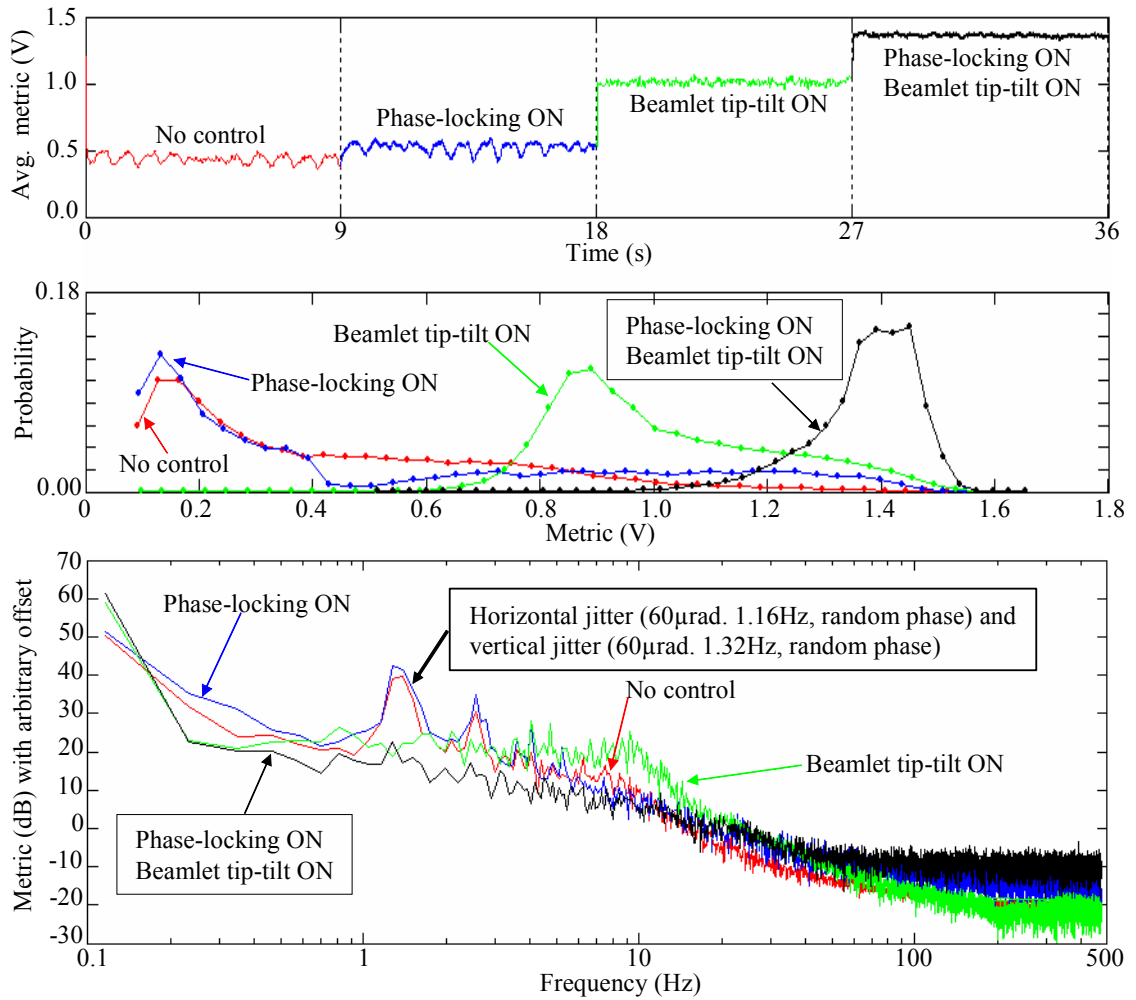 1.5
1.0
0.5
0.0
Avg. metric (V)
No control
Phase-locking ON
Beamlet tip-tilt ON
Phase-locking ON
Beamlet tip-tilt ON
0 9 18 27 36
Time (s)
0.18
0.00
Probability
Beamlet tip-tilt ON
Phase-locking ON
Beamlet tip-tilt ON
Phase-locking ON
No control
0 0.2 0.4 0.6 0.8 1.0 1.2 1.4 1.6 1.8
Metric (V)
70
60
50
40
30
20
10
0
-10
-20
-30
Metric (dB) with arbitrary offset
Phase-locking ON
Horizontal jitter (60µrad. 1.16Hz, random phase) and
vertical jitter (60µrad. 1.32Hz, random phase)
No control
Beamlet tip-tilt ON
Phase-locking ON
Beamlet tip-tilt ON
0.1 1 10 100 500
Frequency (Hz)